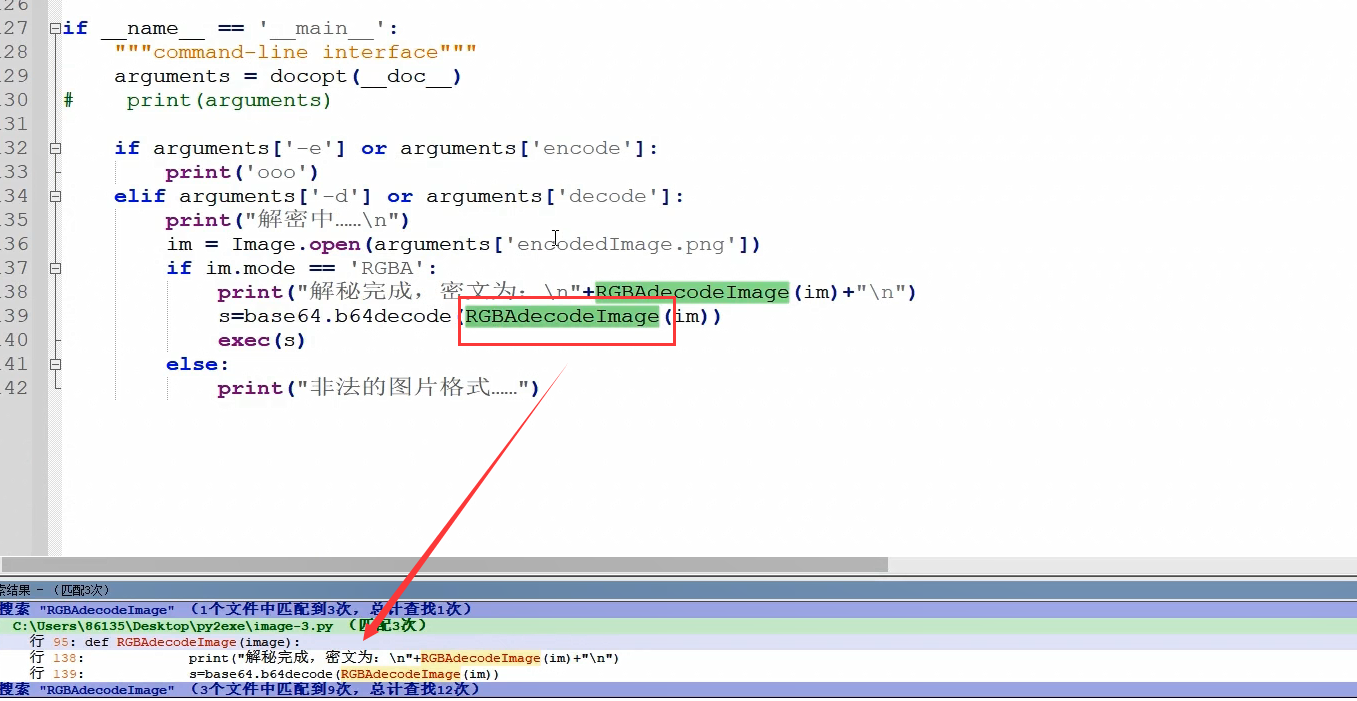 26
27 if __name__ == '__main__':
28 """command-line interface"""
29 arguments = docopt(__doc__)
30 # print(arguments)
31
32 if arguments['-e'] or arguments['encode']:
33 print('ooo')
34 elif arguments['-d'] or arguments['decode']:
35 print("解密中……\n")
36 im = Image.open(arguments['encodedImage.png'])
37 if im.mode == 'RGBA':
38 print("解秘完成，密文为：\n"+RGBAdecodeImage(im)+"\n")
39 s=base64.b64decode(RGBAdecodeImage(im))
40 exec(s)
41 else:
42 print("非法的图片格式……")
索结果 - （匹配3次）
搜索 "RGBAdecodeImage" （1个文件中匹配到3次，总计查找1次）
C:\Users\86135\Desktop\py2exe\image-3.py （匹配3次）
行 95: def RGBAdecodeImage(image):
行 138: print("解秘完成，密文为：\n"+RGBAdecodeImage(im)+"\n")
行 139: s=base64.b64decode(RGBAdecodeImage(im))
搜索 "RGBAdecodeImage" （3个文件中匹配到9次，总计查找12次）